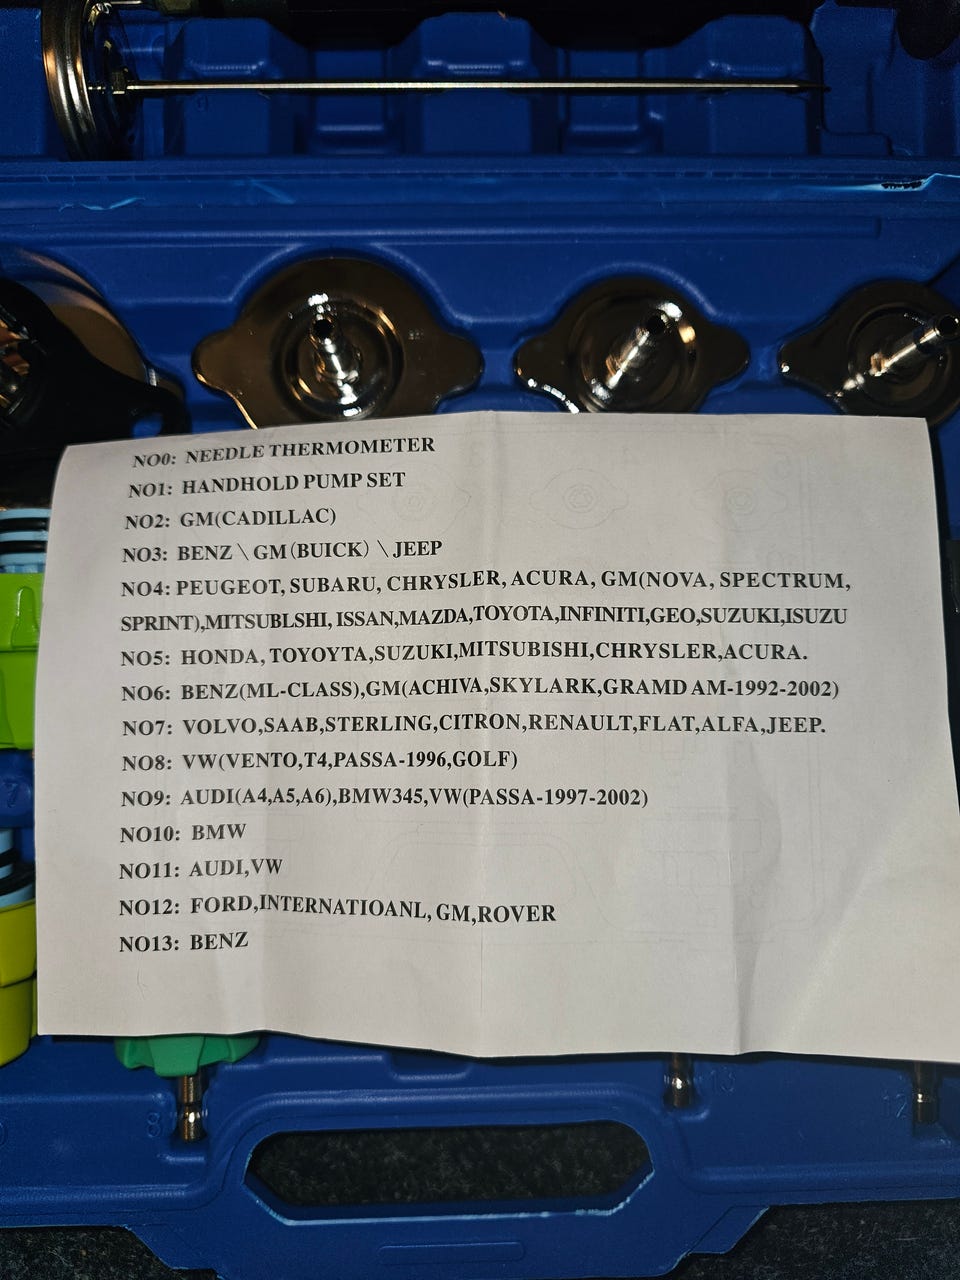 NO0: NEEDLE THERMOMETER
NO1: HANDHOLD PUMP SET
NO2: GM(CADILLAC)
NO3: BENZ \ GM(BUICK) \ JEEP
NO4: PEUGEOT, SUBARU, CHRYSLER, ACURA, GM(NOVA, SPECTRUM,
SPRINT),MITSUBLSHI, ISSAN,MAZDA,TOYOTA,INFINITI,GEO,SUZUKI,ISUZU
NO5: HONDA, TOYOYTA,SUZUKI,MITSUBISHI,CHRYSLER,ACURA.
NO6: BENZ(ML-CLASS),GM(ACHIVA,SKYLARK,GRAMD AM-1992-2002)
NO7: VOLVO,SAAB,STERLING,CITRON,RENAULT,FLAT,ALFA,JEEP.
NO8: VW(VENTO,T4,PASSA-1996,GOLF)
NO9: AUDI(A4,A5,A6),BMW345,VW(PASSA-1997-2002)
NO10: BMW
NO11: AUDI,VW
NO12: FORD,INTERNATIOANL, GM,ROVER
NO13: BENZ
7
8
13
12